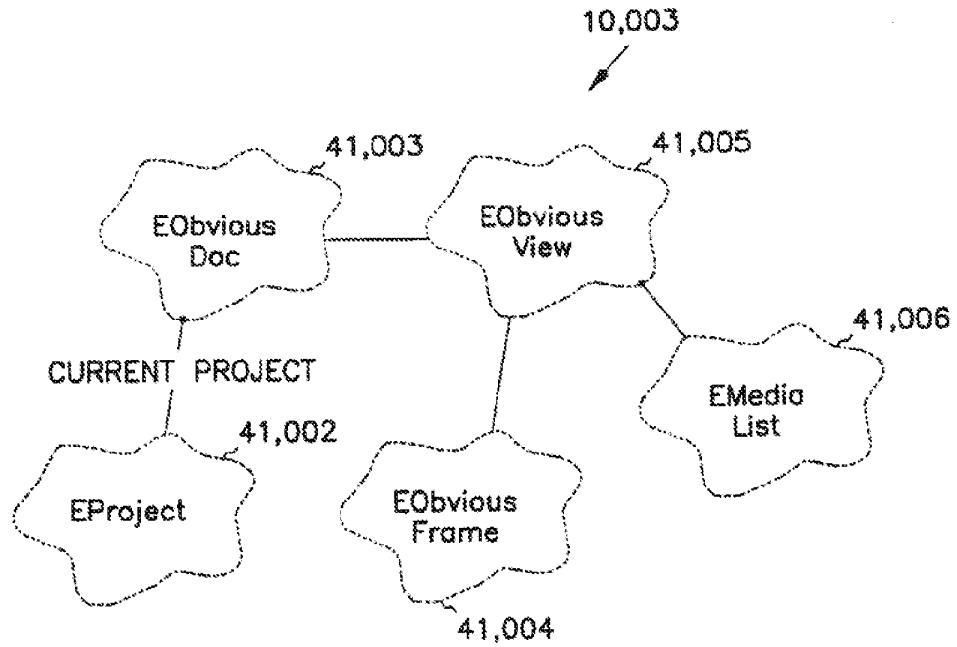 10,003
41,003
41,005
EObvious
Doc
EObvious
View
41,006
CURRENT PROJECT
EMedia
List
41,002
EProject
EObvious
Frame
41,004